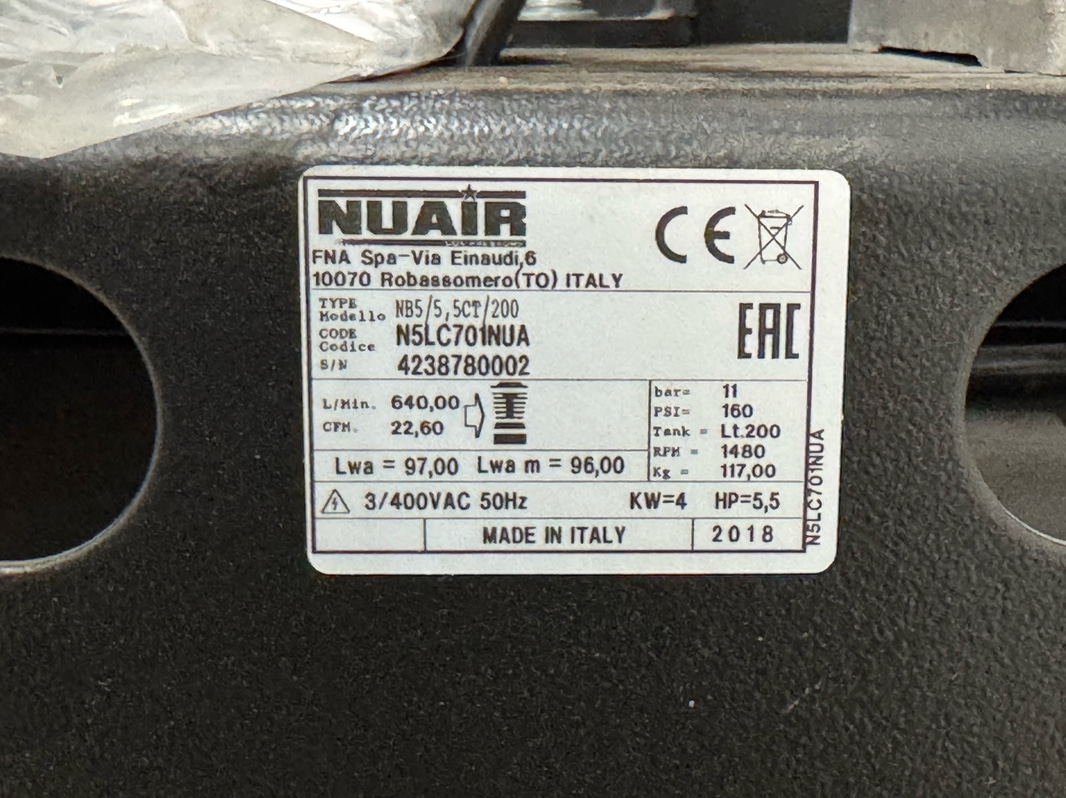 NUAIR
CE
FNA Spa-Via Einaudi,6
10070 Robassomero(TO) ITALY
TYPE
Modello NB5/5,5CT/200
CODE
Codice N5LC701NUA
S/N 4238780002
EAC
L/Min. 640,00
CFM. 22,60
bar= 11
PSI= 160
Tank = Lt.200
RPM = 1480
Kg = 117,00
Lwa = 97,00 Lwa m = 96,00
3/400VAC 50Hz KW=4 HP=5,5
MADE IN ITALY 2018
N5LC701NUA